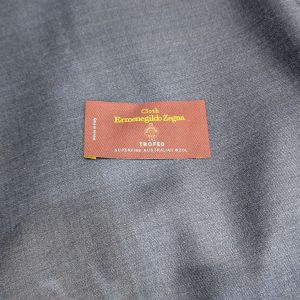 Cloth
Ermenegildo Zegna
TROFEO
SUPERFINE AUSTRALIAN WOOL